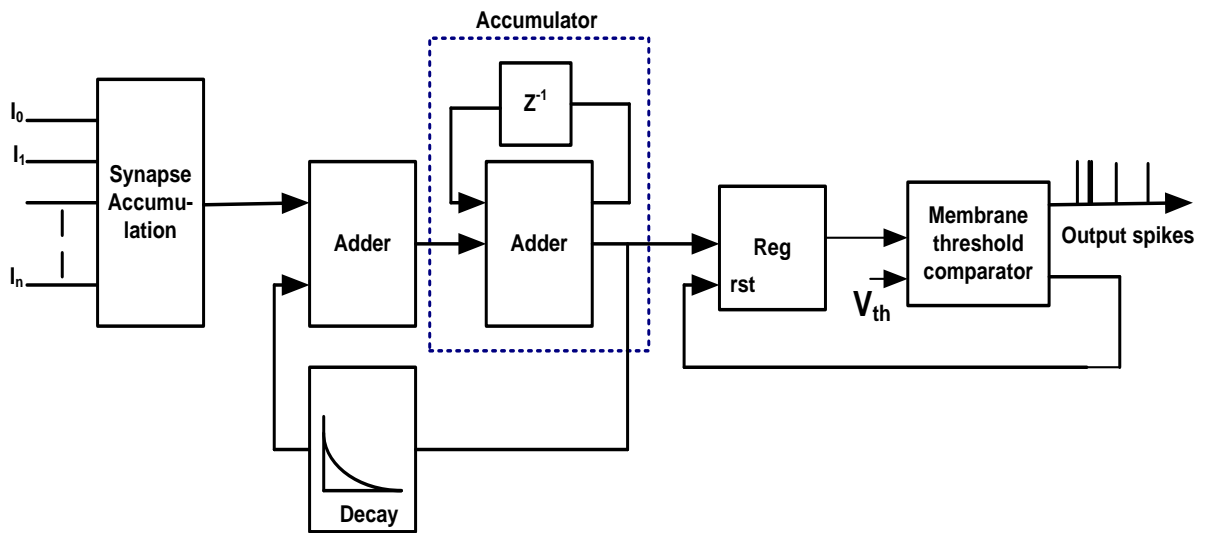 Accumulator
Z⁻¹
I₀
I₁
Iₙ
Synapse
Accumu-
lation
Adder
Adder
Reg
rst
Membrane
threshold
comparator
Vₜₕ
Output spikes
Decay